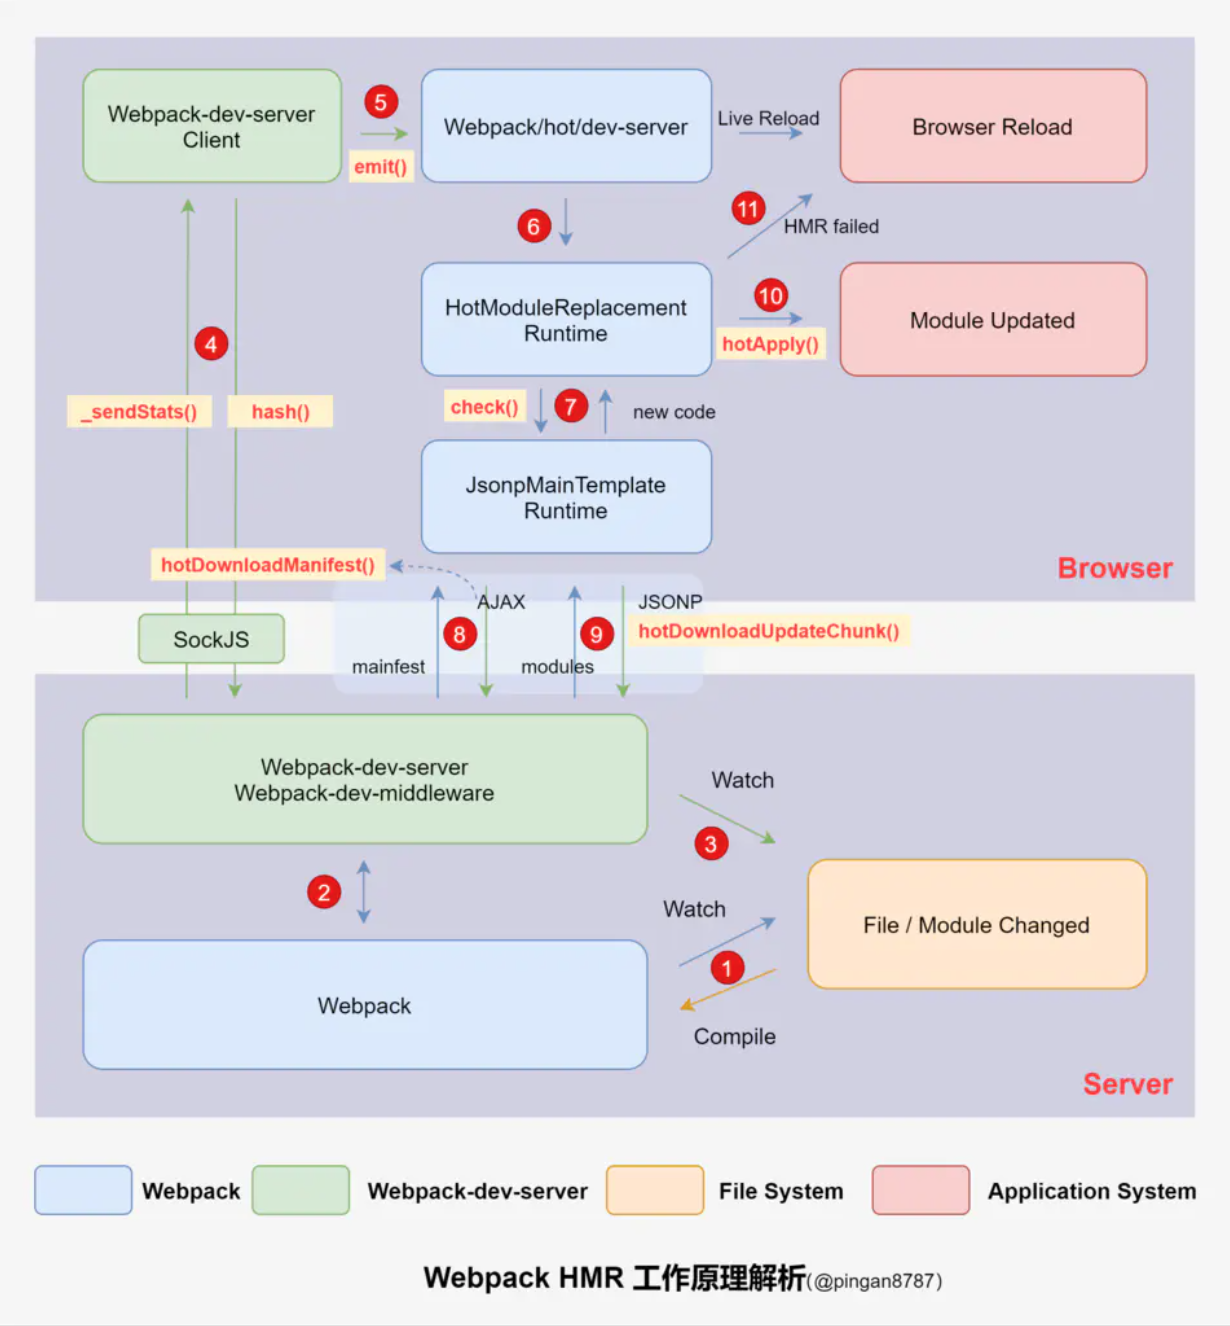 Webpack-dev-server
Client
5
emit()
Webpack/hot/dev-server
Live Reload
Browser Reload
6
11
HMR failed
HotModuleReplacement
Runtime
10
hotApply()
Module Updated
4
_sendStats()
hash()
check()
7
new code
JsonpMainTemplate
Runtime
hotDownloadManifest()
Browser
AJAX
JSONP
SockJS
8
9
hotDownloadUpdateChunk()
mainfest
modules
Webpack-dev-server
Webpack-dev-middleware
Watch
3
2
Watch
1
File / Module Changed
Webpack
Compile
Server
Webpack
Webpack-dev-server
File System
Application System
Webpack HMR 工作原理解析(@pingan8787)